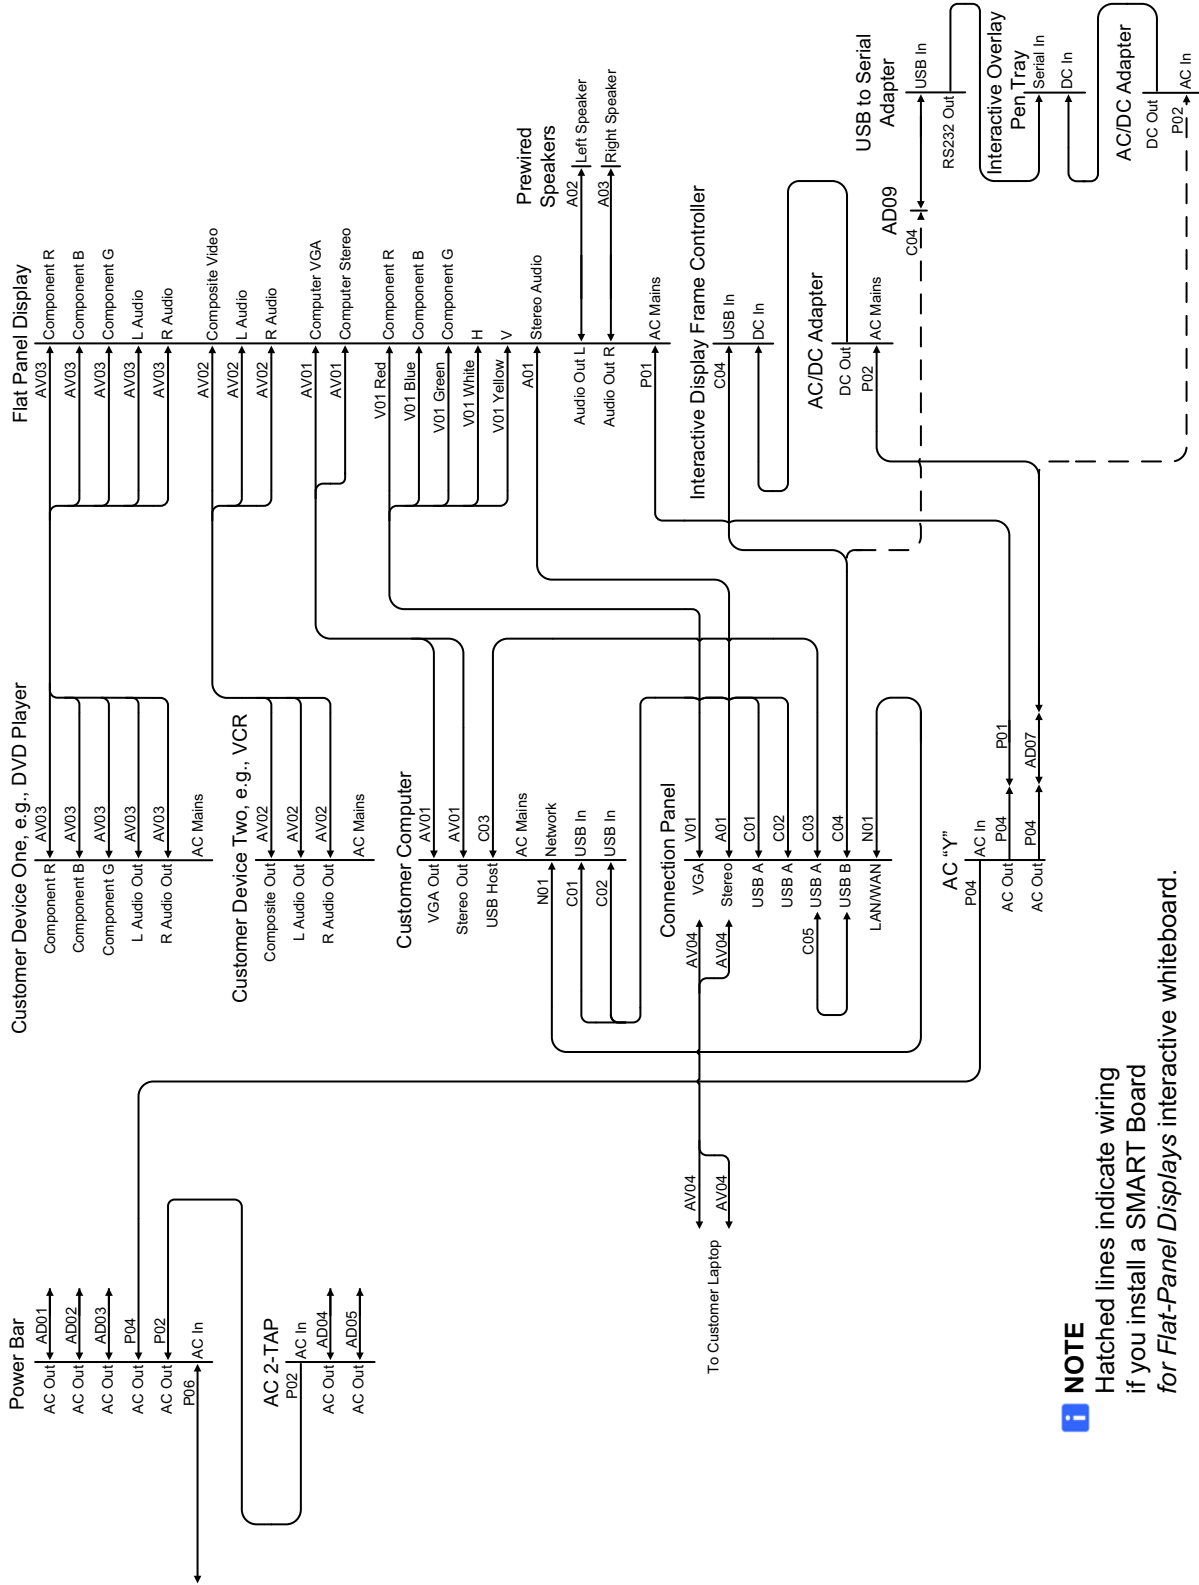 Power Bar
AC Out AD01
AC Out AD02
AC Out AD03
AC Out P04
AC Out P02
P06 AC In
AC 2-TAP
P02 AC In
AC Out AD04
AC Out AD05
To Customer Laptop
AV04
AV04
Customer Device One, e.g., DVD Player
Component R AV03
Component B AV03
Component G AV03
L Audio Out AV03
R Audio Out AV03
AC Mains
Customer Device Two, e.g., VCR
Composite Out AV02
L Audio Out AV02
R Audio Out AV02
AC Mains
Customer Computer
VGA Out AV01
Stereo Out AV01
USB Host C03
AC Mains
N01 Network
C01 USB In
C02 USB In
Connection Panel
AV04 VGA V01
AV04 Stereo A01
USB A C01
USB A C02
C05 USB A C03
USB B C04
LAN/WAN N01
AC “Y”
P04 AC In
AC Out P04 P01
AC Out P04 AD07
Flat Panel Display
AV03 Component R
AV03 Component B
AV03 Component G
AV03 L Audio
AV03 R Audio
AV02 Composite Video
AV02 L Audio
AV02 R Audio
AV01 Computer VGA
AV01 Computer Stereo
V01 Red Component R
V01 Blue Component B
V01 Green Component G
V01 White H
V01 Yellow V
A01 Stereo Audio
Prewired
Speakers
Audio Out L A02 Left Speaker
Audio Out R A03 Right Speaker
P01 AC Mains
Interactive Display Frame Controller
C04 USB In
DC In
AC/DC Adapter
DC Out
P02 AC Mains
AD09
C04
USB to Serial
Adapter
USB In
RS232 Out
Interactive Overlay
Pen Tray
Serial In
DC In
AC/DC Adapter
DC Out
P02 AC In
i NOTE
Hatched lines indicate wiring
if you install a SMART Board
for Flat-Panel Displays interactive whiteboard.